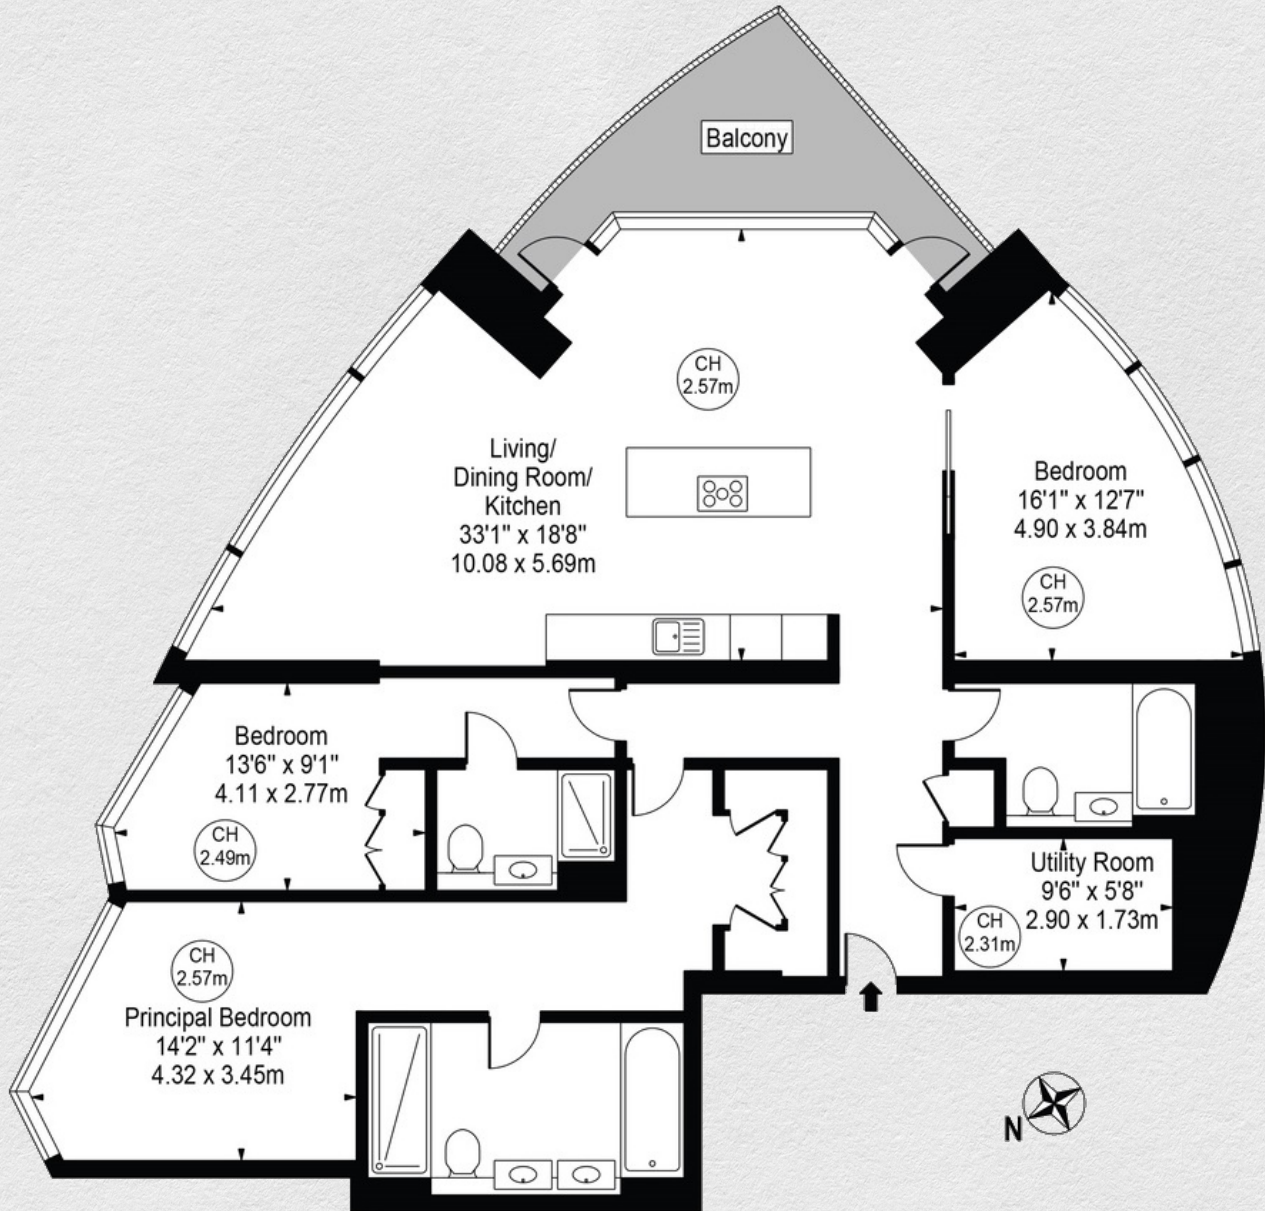 Balcony
CH
2.57m
Living/
Dining Room/
Kitchen
33'1" x 18'8"
10.08 x 5.69m
Bedroom
16'1" x 12'7"
4.90 x 3.84m
CH
2.57m
Bedroom
13'6" x 9'1"
4.11 x 2.77m
CH
2.49m
Utility Room
9'6" x 5'8"
2.90 x 1.73m
CH
2.31m
CH
2.57m
Principal Bedroom
14'2" x 11'4"
4.32 x 3.45m
N